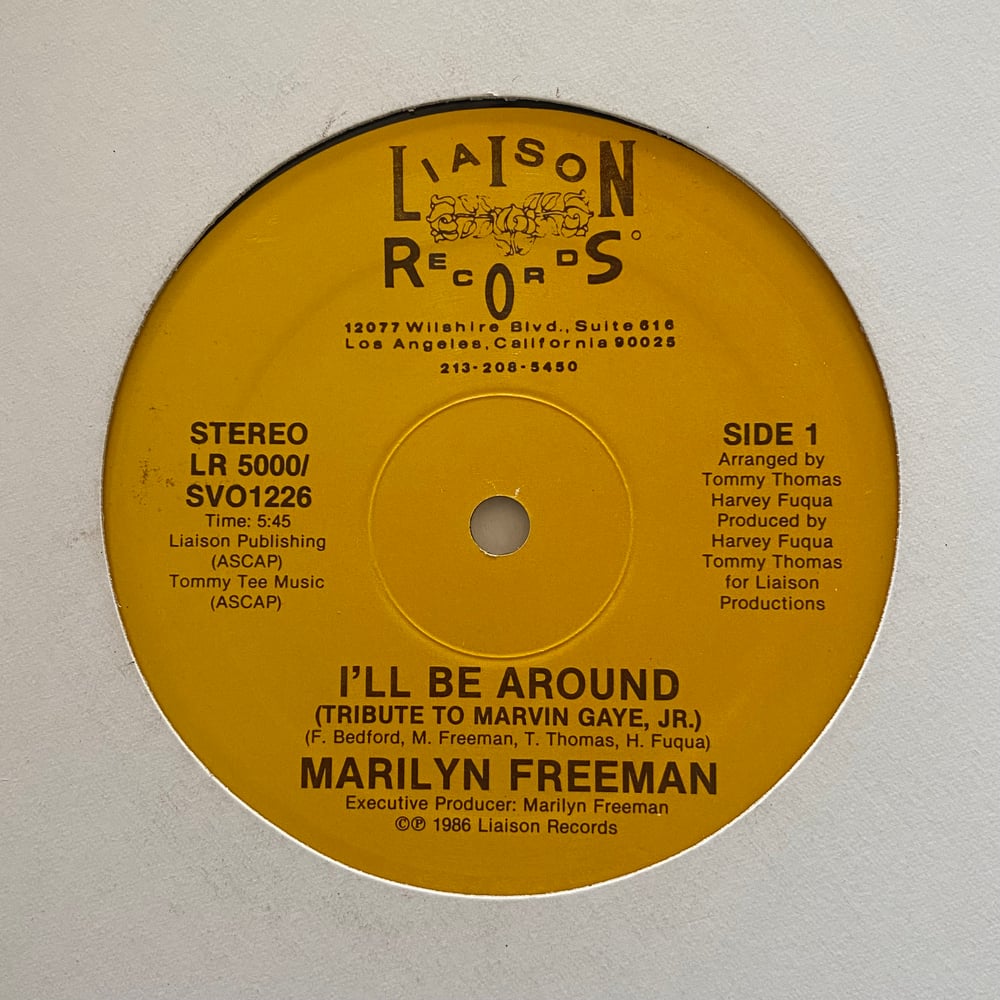 LIAISON
RECORDS
12077 Wilshire Blvd., Suite 616
Los Angeles, California 90025
213-208-5450
STEREO
LR 5000/
SVO1226
Time: 5:45
Liaison Publishing
(ASCAP)
Tommy Tee Music
(ASCAP)
SIDE 1
Arranged by
Tommy Thomas
Harvey Fuqua
Produced by
Harvey Fuqua
Tommy Thomas
for Liaison
Productions
I'LL BE AROUND
(TRIBUTE TO MARVIN GAYE, JR.)
(F. Bedford, M. Freeman, T. Thomas, H. Fuqua)
MARILYN FREEMAN
Executive Producer: Marilyn Freeman
©℗ 1986 Liaison Records